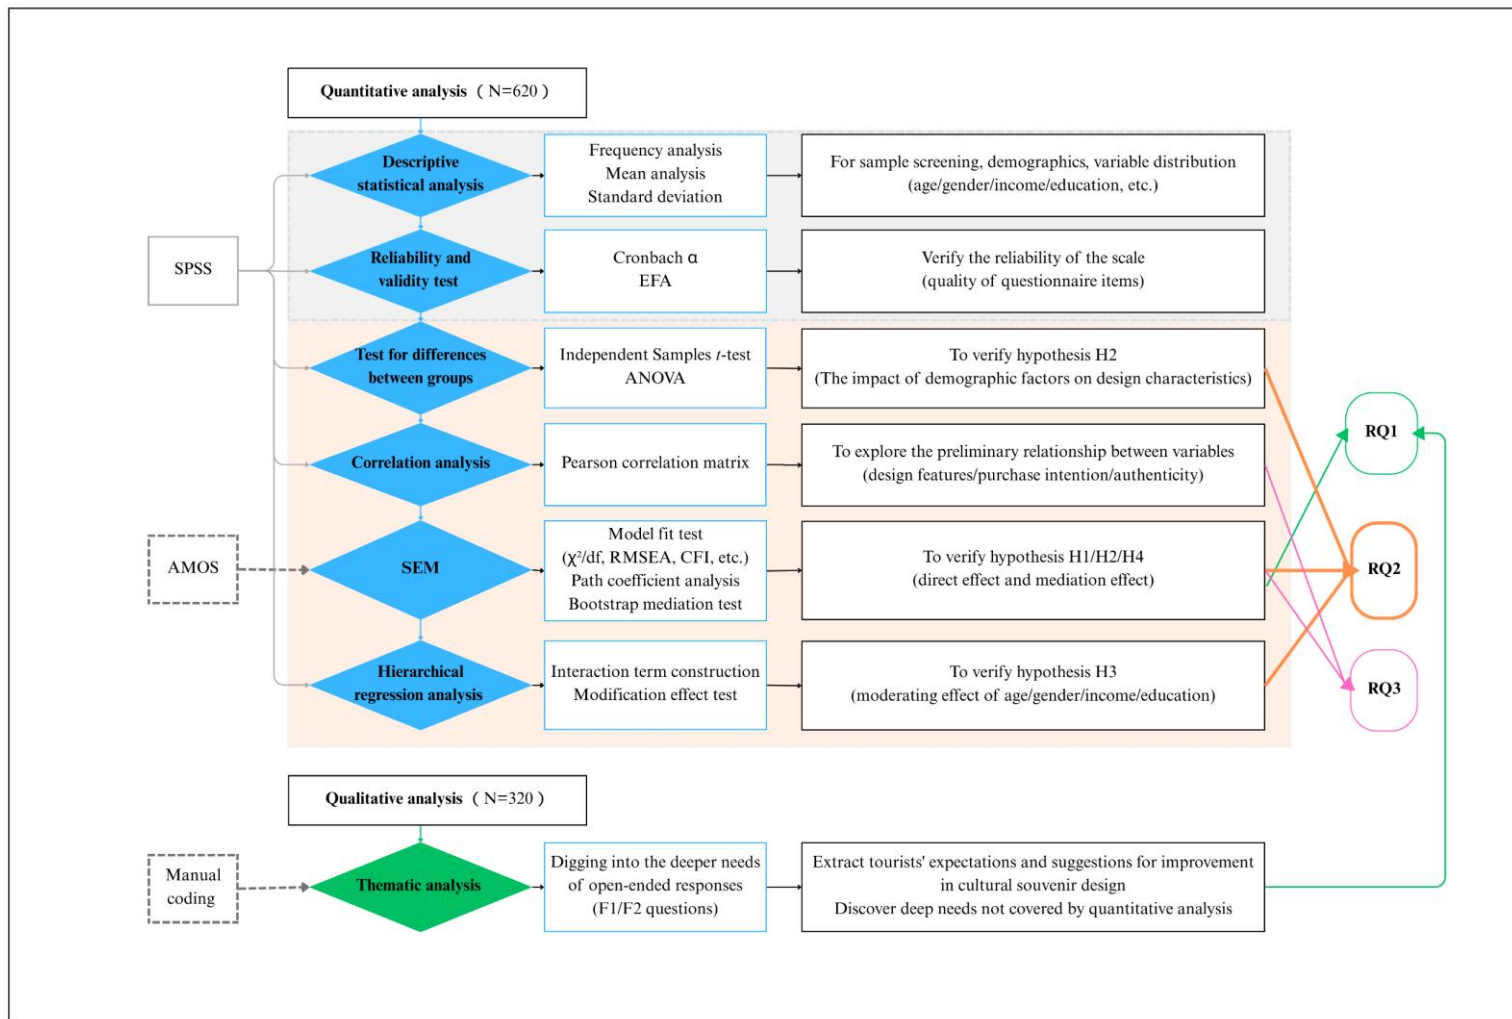 Quantitative analysis ( N=620 )
Descriptive
statistical analysis
Frequency analysis
Mean analysis
Standard deviation
For sample screening, demographics, variable distribution
(age/gender/income/education, etc.)
SPSS
Reliability and
validity test
Cronbach α
EFA
Verify the reliability of the scale
(quality of questionnaire items)
Test for differences
between groups
Independent Samples t-test
ANOVA
To verify hypothesis H2
(The impact of demographic factors on design characteristics)
RQ1
Correlation analysis
Pearson correlation matrix
To explore the preliminary relationship between variables
(design features/purchase intention/authenticity)
AMOS
SEM
Model fit test
(χ²/df, RMSEA, CFI, etc.)
Path coefficient analysis
Bootstrap mediation test
To verify hypothesis H1/H2/H4
(direct effect and mediation effect)
RQ2
Hierarchical
regression analysis
Interaction term construction
Modification effect test
To verify hypothesis H3
(moderating effect of age/gender/income/education)
RQ3
Qualitative analysis ( N=320 )
Manual
coding
Thematic analysis
Digging into the deeper needs
of open-ended responses
(F1/F2 questions)
Extract tourists' expectations and suggestions for improvement
in cultural souvenir design
Discover deep needs not covered by quantitative analysis